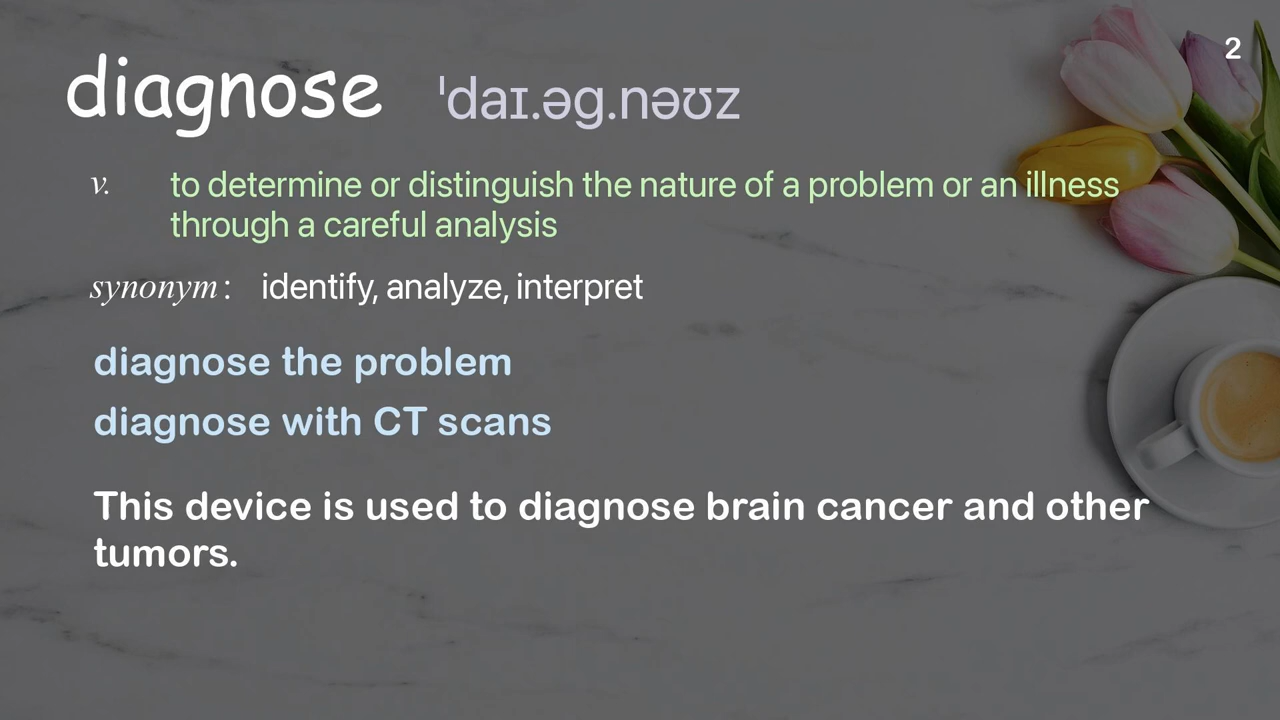 2
diagnose ˈdaɪ.əg.nəʊz
v. to determine or distinguish the nature of a problem or an illness
through a careful analysis
synonym: identify, analyze, interpret
diagnose the problem
diagnose with CT scans
This device is used to diagnose brain cancer and other
tumors.